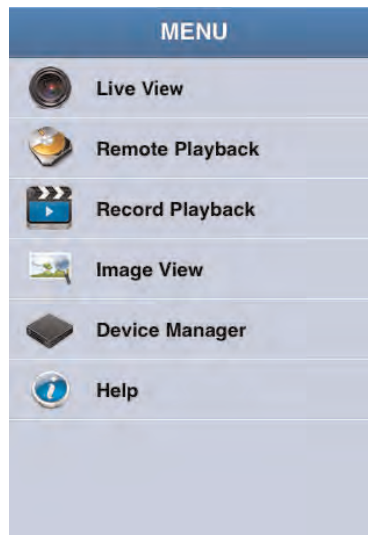 MENU
Live View
Remote Playback
Record Playback
Image View
Device Manager
Help